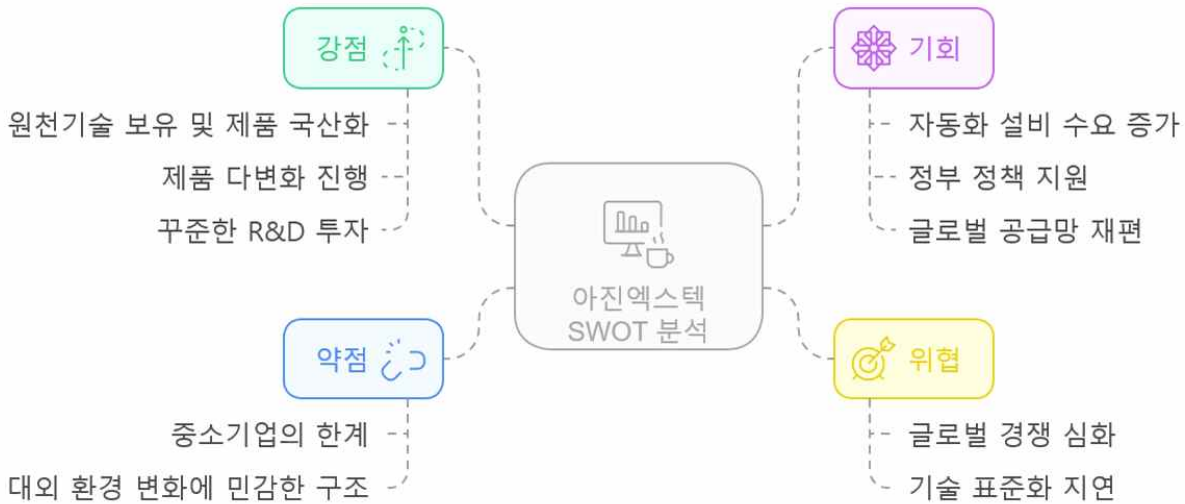 강점
원천기술 보유 및 제품 국산화
제품 다변화 진행
꾸준한 R&D 투자
기회
자동화 설비 수요 증가
정부 정책 지원
글로벌 공급망 재편
아진엑스텍
SWOT 분석
약점
중소기업의 한계
대외 환경 변화에 민감한 구조
위협
글로벌 경쟁 심화
기술 표준화 지연